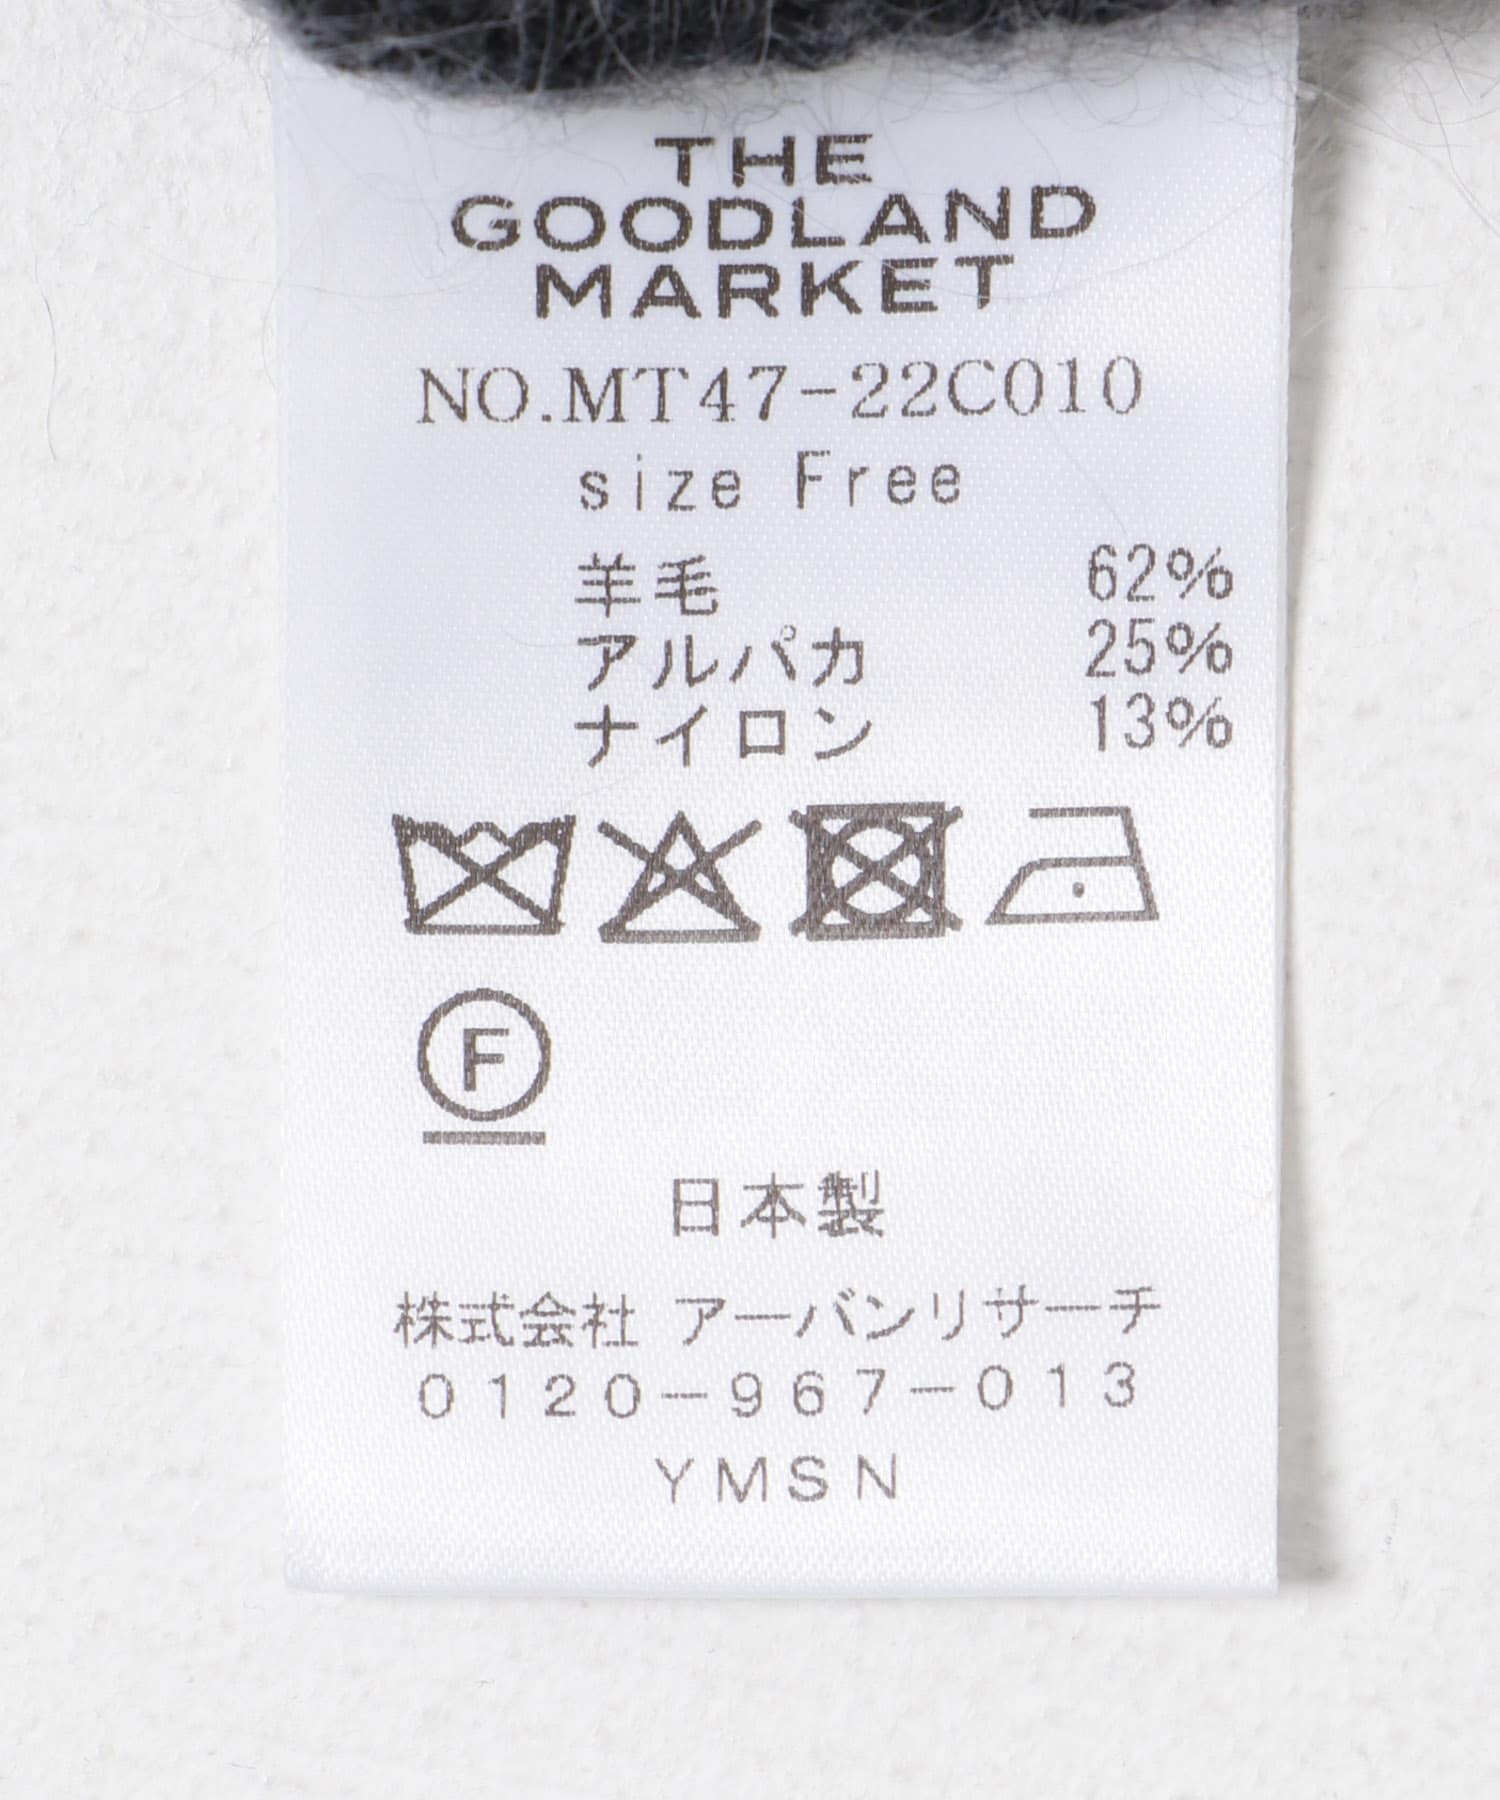 THE
GOODLAND
MARKET
NO.MT47-22C010
size Free
羊毛 62%
アルパカ 25%
ナイロン 13%
F
日本製
株式会社 アーバンリサーチ
0120-967-013
YMSN